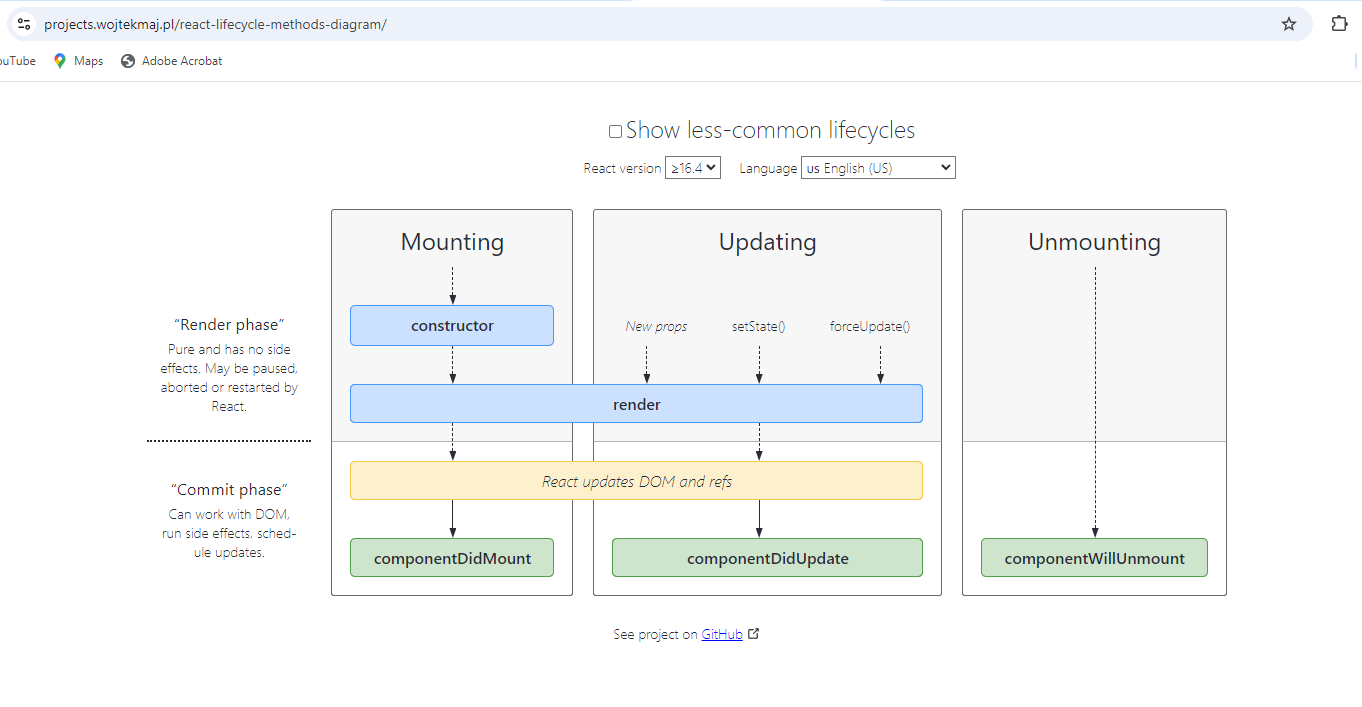 projects.wojtekmaj.pl/react-lifecycle-methods-diagram/
ouTube Maps Adobe Acrobat
Show less-common lifecycles
React version ≥16.4 Language us English (US)
Mounting
Updating
Unmounting
“Render phase”
Pure and has no side
effects. May be paused,
aborted or restarted by
React.
constructor
New props setState() forceUpdate()
render
“Commit phase”
Can work with DOM,
run side effects, sched-
ule updates.
React updates DOM and refs
componentDidMount
componentDidUpdate
componentWillUnmount
See project on GitHub